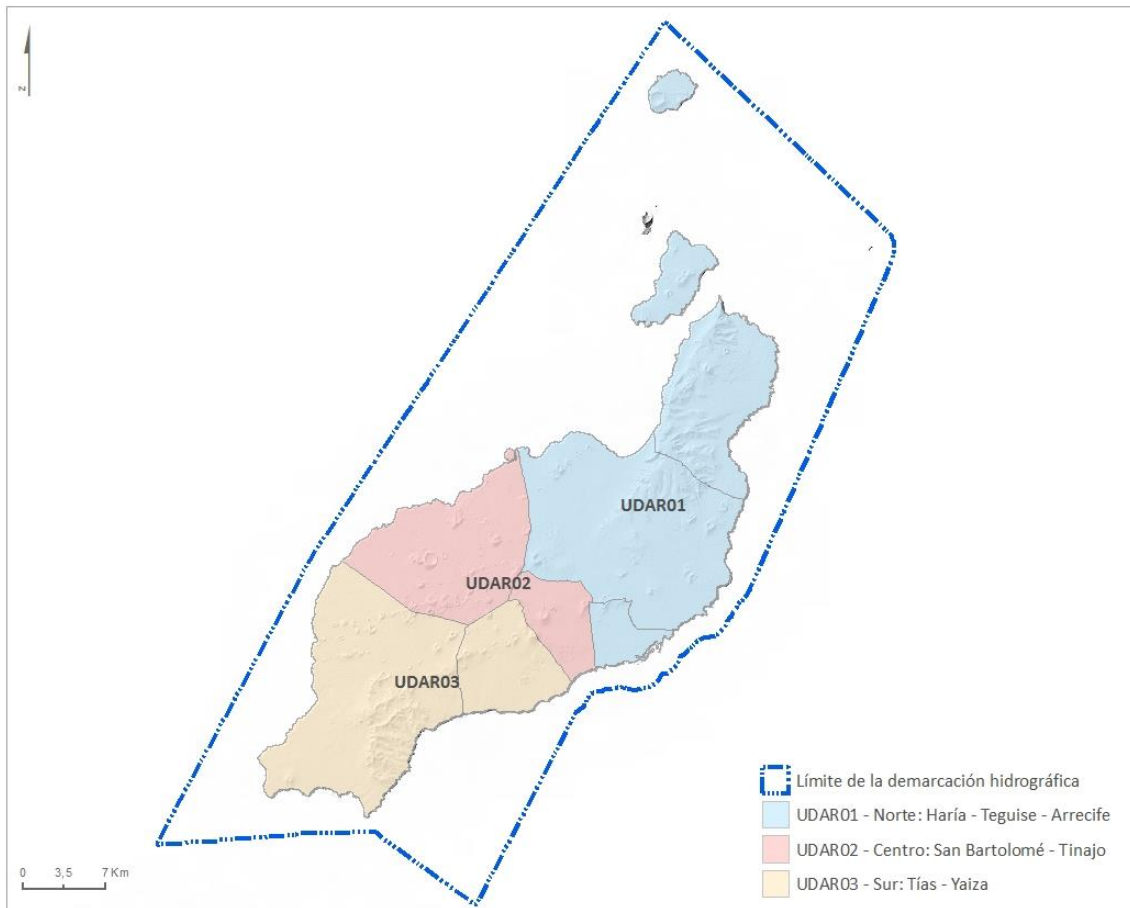 Z
UDAR01
UDAR02
UDAR03
Límite de la demarcación hidrográfica
UDAR01 - Norte: Haría - Teguise - Arrecife
UDAR02 - Centro: San Bartolomé - Tinajo
UDAR03 - Sur: Tías - Yaiza
0 3,5 7 Km